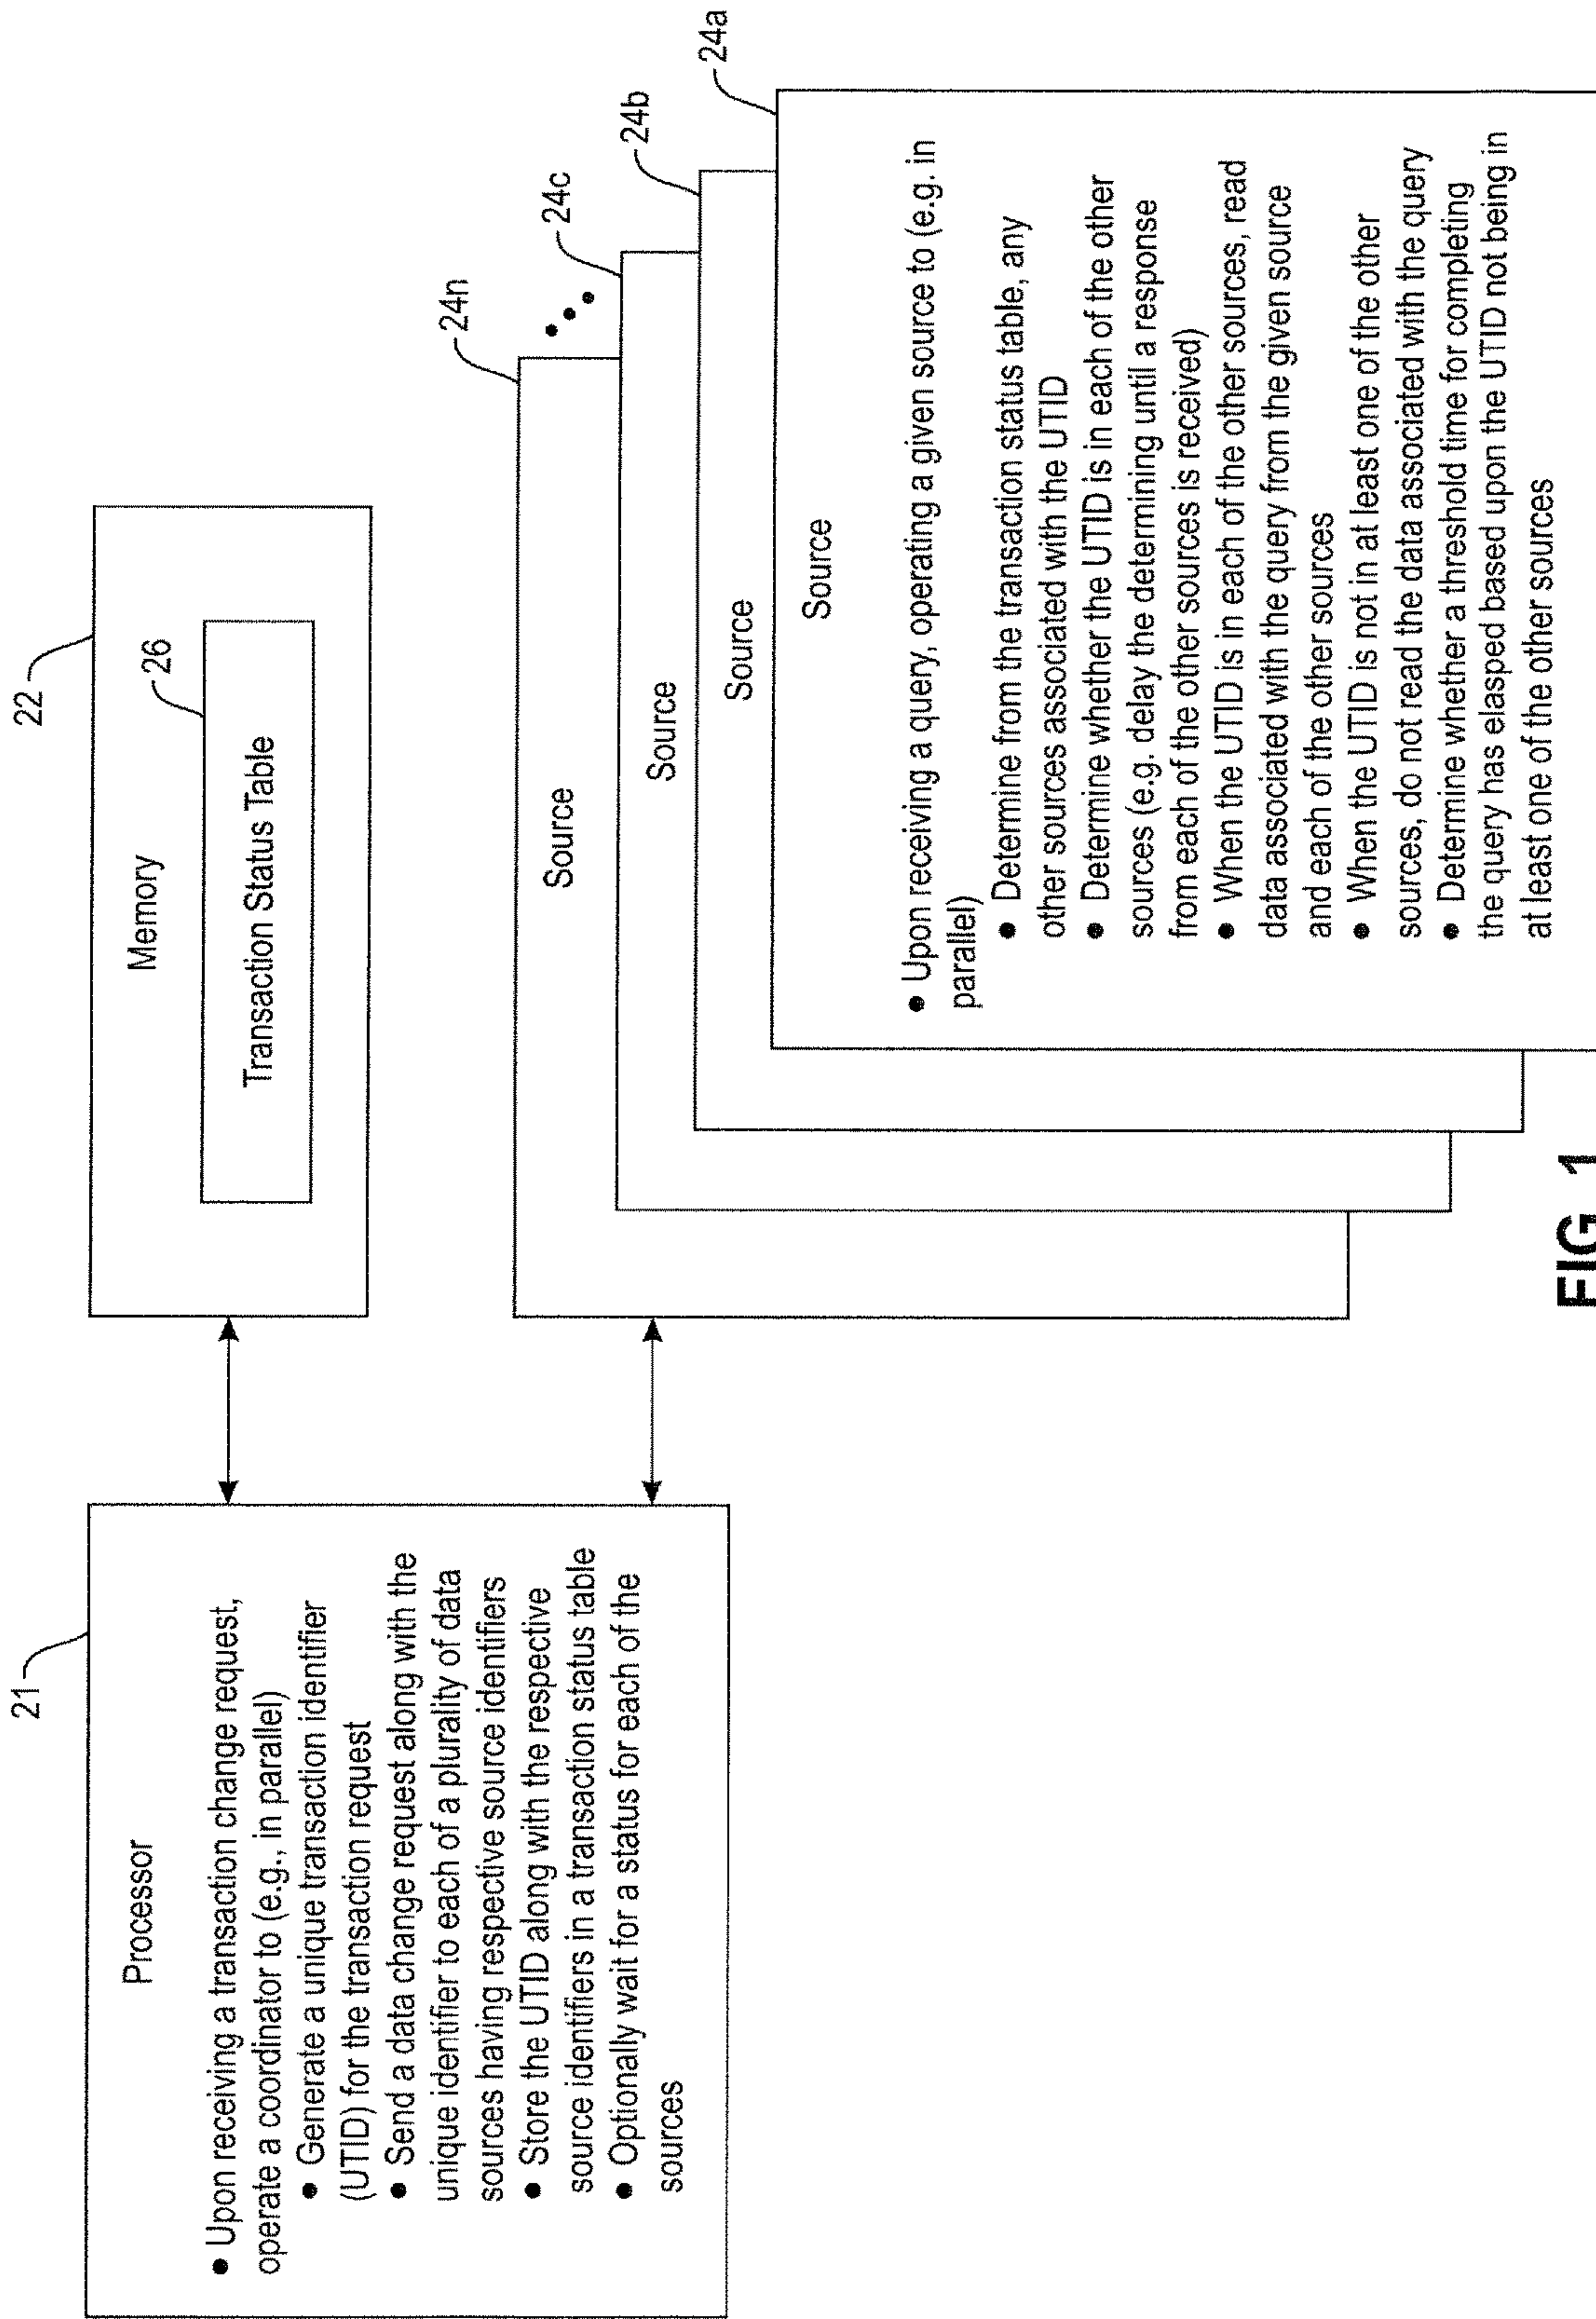 21
Processor
• Upon receiving a transaction change request,
operate a coordinator to (e.g., in parallel)
• Generate a unique transaction identifier
(UTID) for the transaction request
• Send a data change request along with the
unique identifier to each of a plurality of data
sources having respective source identifiers
• Store the UTID along with the respective
source identifiers in a transaction status table
• Optionally wait for a status for each of the
sources
22
Memory
26
Transaction Status Table
24n
Source
24c
Source
24b
Source
24a
Source
• Upon receiving a query, operating a given source to (e.g. in
parallel)
• Determine from the transaction status table, any
other sources associated with the UTID
• Determine whether the UTID is in each of the other
sources (e.g. delay the determining until a response
from each of the other sources is received)
• When the UTID is in each of the other sources, read
data associated with the query from the given source
and each of the other sources
• When the UTID is not in at least one of the other
sources, do not read the data associated with the query
• Determine whether a threshold time for completing
the query has elasped based upon the UTID not being in
at least one of the other sources
FIG. 1